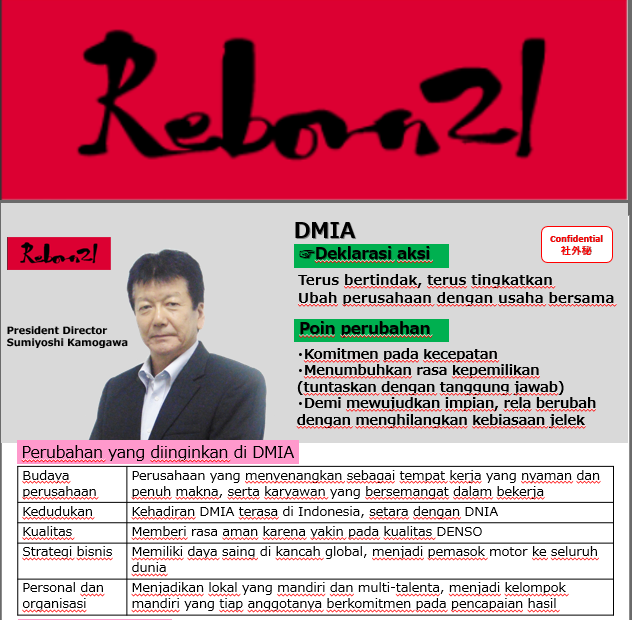 Reborn21
DMIA
Confidential
社外秘
☞Deklarasi aksi
Reborn21
Terus bertindak, terus tingkatkan
Ubah perusahaan dengan usaha bersama
President Director
Sumiyoshi Kamogawa
Poin perubahan
・Komitmen pada kecepatan
・Menumbuhkan rasa kepemilikan
(tuntaskan dengan tanggung jawab)
・Demi mewujudkan impian, rela berubah
dengan menghilangkan kebiasaan jelek
Perubahan yang diinginkan di DMIA
Budaya perusahaan
Perusahaan yang menyenangkan sebagai tempat kerja yang nyaman dan
penuh makna, serta karyawan yang bersemangat dalam bekerja
Kedudukan
Kehadiran DMIA terasa di Indonesia, setara dengan DNIA
Kualitas
Memberi rasa aman karena yakin pada kualitas DENSO
Strategi bisnis
Memiliki daya saing di kancah global, menjadi pemasok motor ke seluruh
dunia
Personal dan
organisasi
Menjadikan lokal yang mandiri dan multi-talenta, menjadi kelompok
mandiri yang tiap anggotanya berkomitmen pada pencapaian hasil